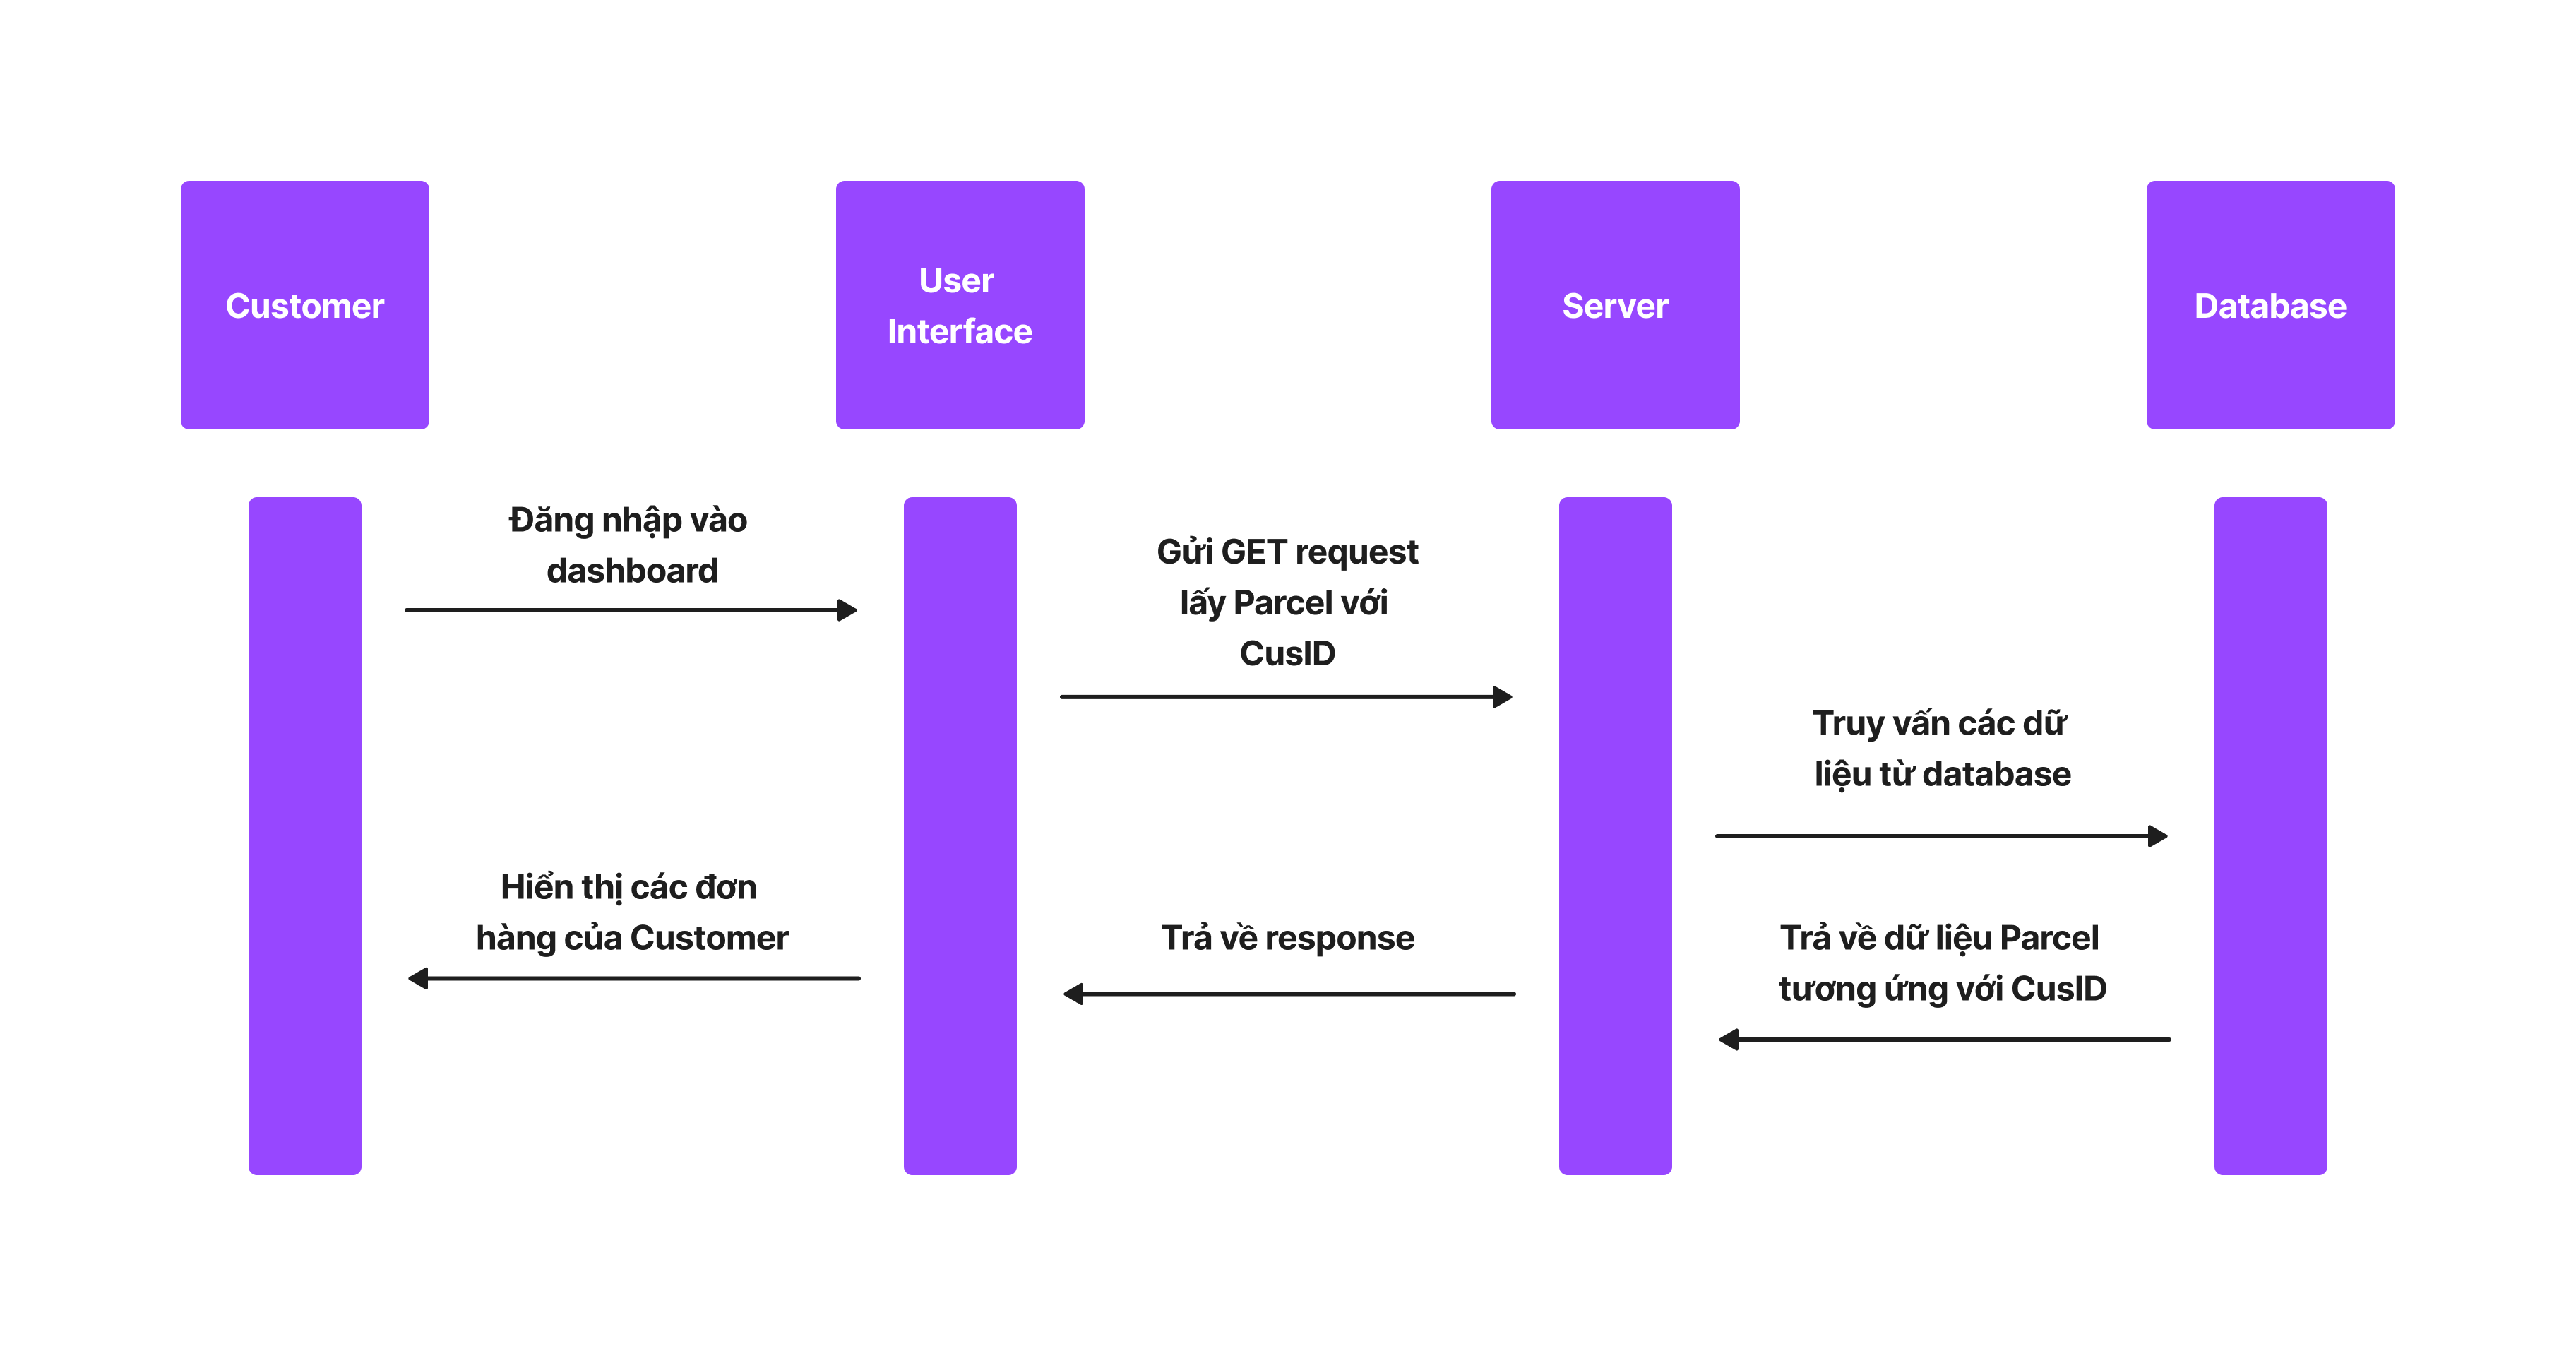 Customer
User
Interface
Server
Database
Đăng nhập vào
dashboard
Gửi GET request
lấy Parcel với
CusID
Truy vấn các dữ
liệu từ database
Hiển thị các đơn
hàng của Customer
Trả về response
Trả về dữ liệu Parcel
tương ứng với CusID